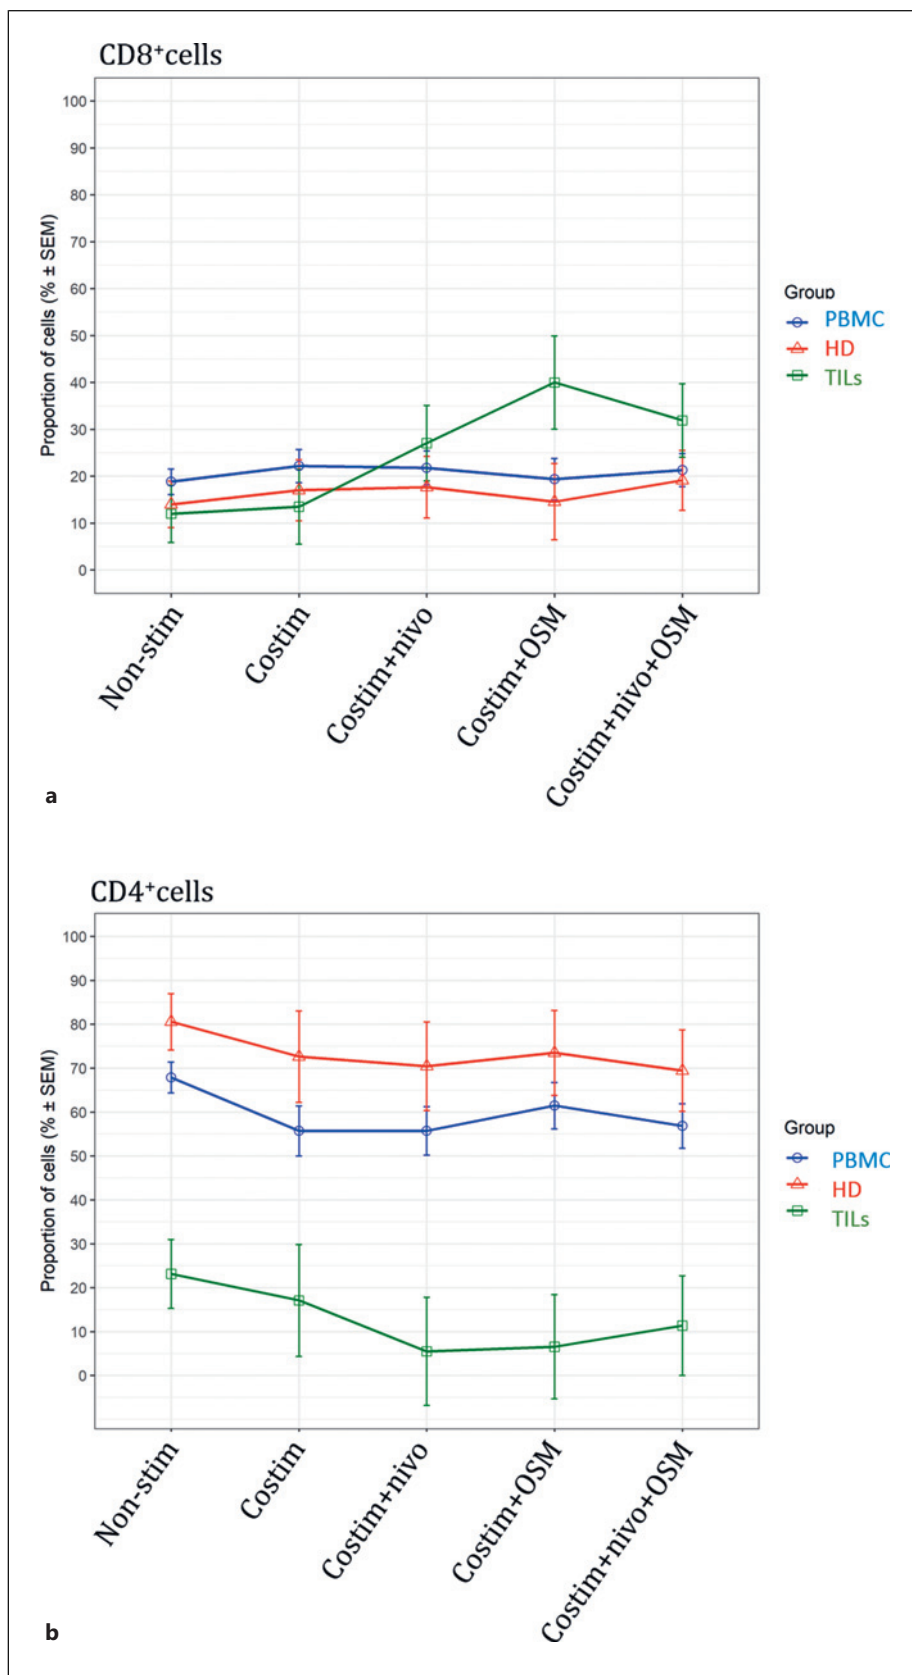 CD8⁺cells
Proportion of cells (% ± SEM)
100
90
80
70
60
50
40
30
20
10
0
Non-stim
Costim
Costim+nivo
Costim+OSM
Costim+nivo+OSM
Group
PBMC
HD
TILs
a
CD4⁺cells
Proportion of cells (% ± SEM)
100
90
80
70
60
50
40
30
20
10
0
Non-stim
Costim
Costim+nivo
Costim+OSM
Costim+nivo+OSM
Group
PBMC
HD
TILs
b